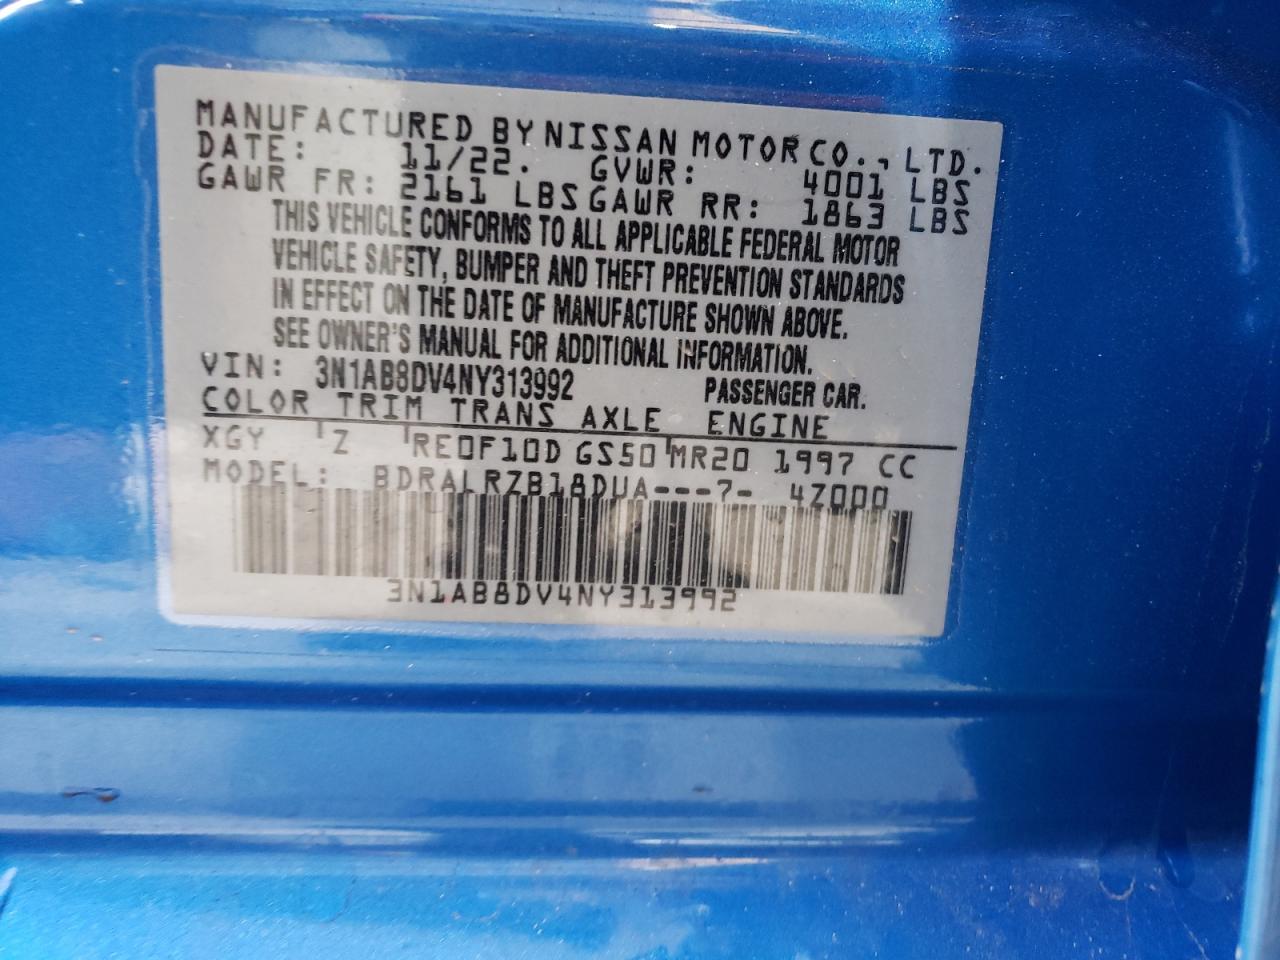 MANUFACTURED BY NISSAN MOTOR CO., LTD.
DATE: 11/22. GVWR: 4001 LBS
GAWR FR: 2161 LBS GAWR RR: 1863 LBS
THIS VEHICLE CONFORMS TO ALL APPLICABLE FEDERAL MOTOR
VEHICLE SAFETY, BUMPER AND THEFT PREVENTION STANDARDS
IN EFFECT ON THE DATE OF MANUFACTURE SHOWN ABOVE.
SEE OWNER'S MANUAL FOR ADDITIONAL INFORMATION.
VIN: 3N1AB8DV4NY313992 PASSENGER CAR.
COLOR TRIM TRANS AXLE ENGINE
XGY Z RE0F10D GS50 MR20 1997 CC
MODEL: BDRALRZB18DUA---7- 4Z000
3N1AB8DV4NY313992